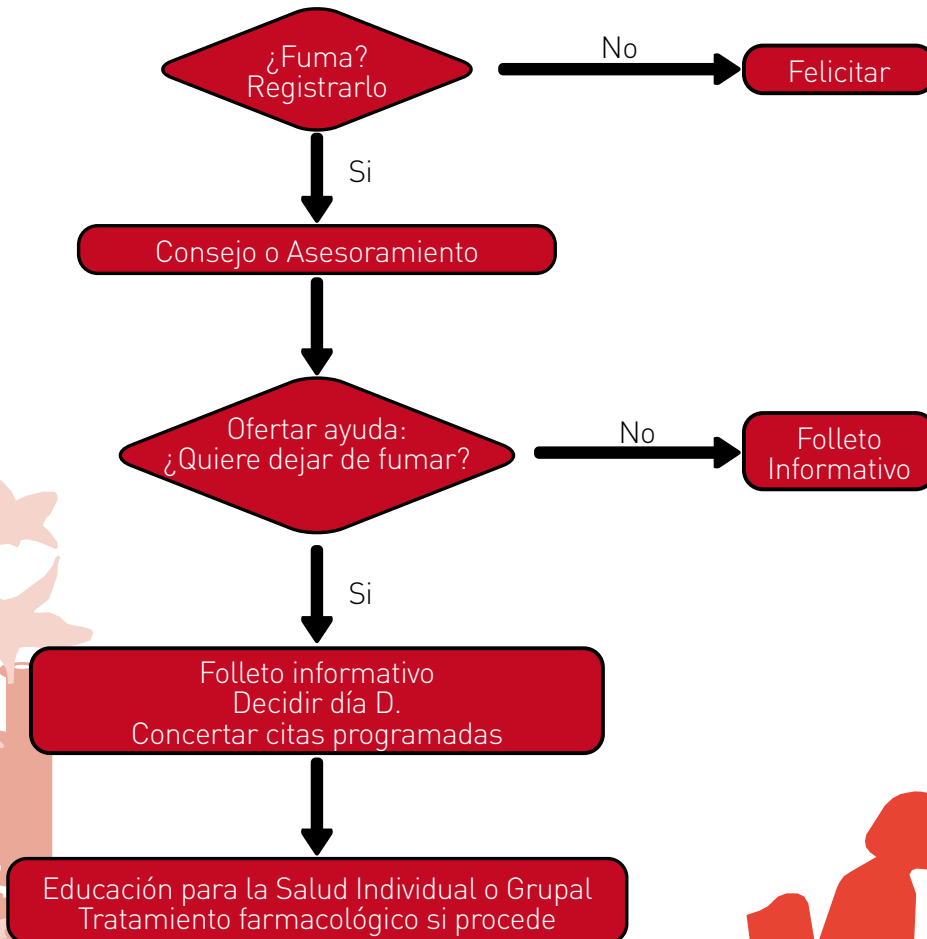 ¿Fuma?
Registrarlo
No
Felicitar
Si
Consejo o Asesoramiento
Ofertar ayuda:
¿Quiere dejar de fumar?
No
Folleto
Informativo
Si
Folleto informativo
Decidir día D.
Concertar citas programadas
Educación para la Salud Individual o Grupal
Tratamiento farmacológico si procede